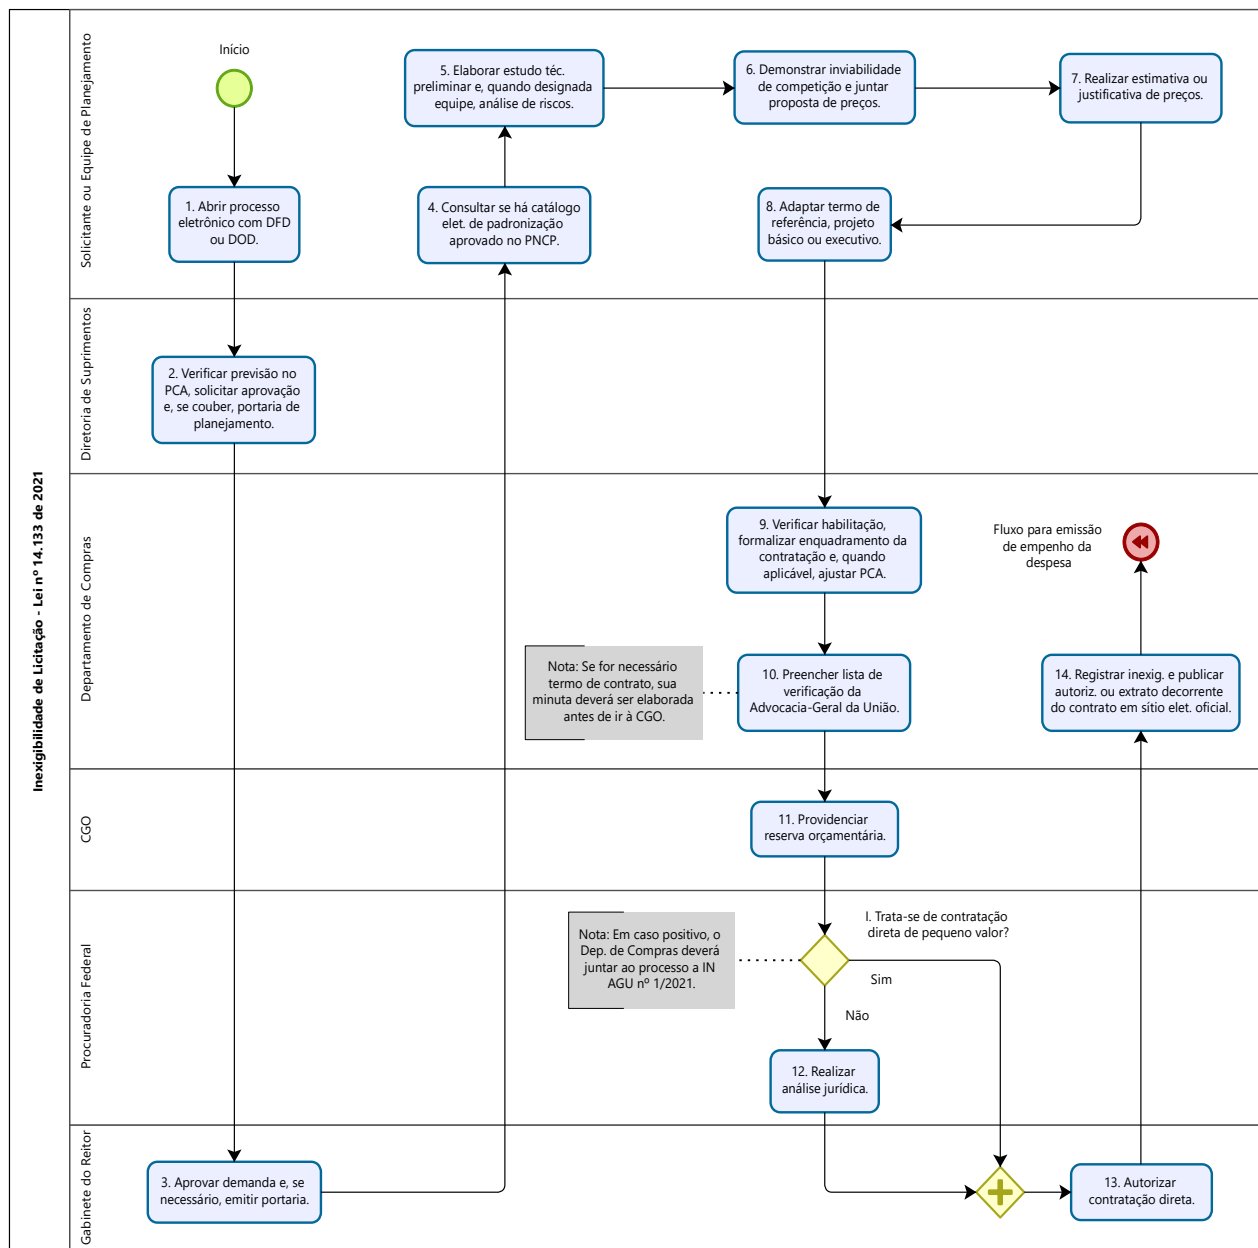 Inexigibilidade de Licitação - Lei nº 14.133 de 2021
Solicitante ou Equipe de Planejamento
Início
1. Abrir processo
eletrônico com DFD
ou DOD.
4. Consultar se há catálogo
elet. de padronização
aprovado no PNCP.
5. Elaborar estudo téc.
preliminar e, quando designada
equipe, análise de riscos.
6. Demonstrar inviabilidade
de competição e juntar
proposta de preços.
7. Realizar estimativa ou
justificativa de preços.
8. Adaptar termo de
referência, projeto
básico ou executivo.
Diretoria de Suprimentos
2. Verificar previsão no
PCA, solicitar aprovação
e, se couber, portaria de
planejamento.
Departamento de Compras
9. Verificar habilitação,
formalizar enquadramento da
contratação e, quando
aplicável, ajustar PCA.
Fluxo para emissão
de empenho da
despesa
Nota: Se for necessário
termo de contrato, sua
minuta deverá ser elaborada
antes de ir à CGO.
10. Preencher lista de
verificação da
Advocacia-Geral da União.
14. Registrar inexig. e publicar
autoriz. ou extrato decorrente
do contrato em sítio elet. oficial.
CGO
11. Providenciar
reserva orçamentária.
Procuradoria Federal
Nota: Em caso positivo, o
Dep. de Compras deverá
juntar ao processo a IN
AGU nº 1/2021.
I. Trata-se de contratação
direta de pequeno valor?
Sim
Não
12. Realizar
análise jurídica.
Gabinete do Reitor
3. Aprovar demanda e, se
necessário, emitir portaria.
13. Autorizar
contratação direta.